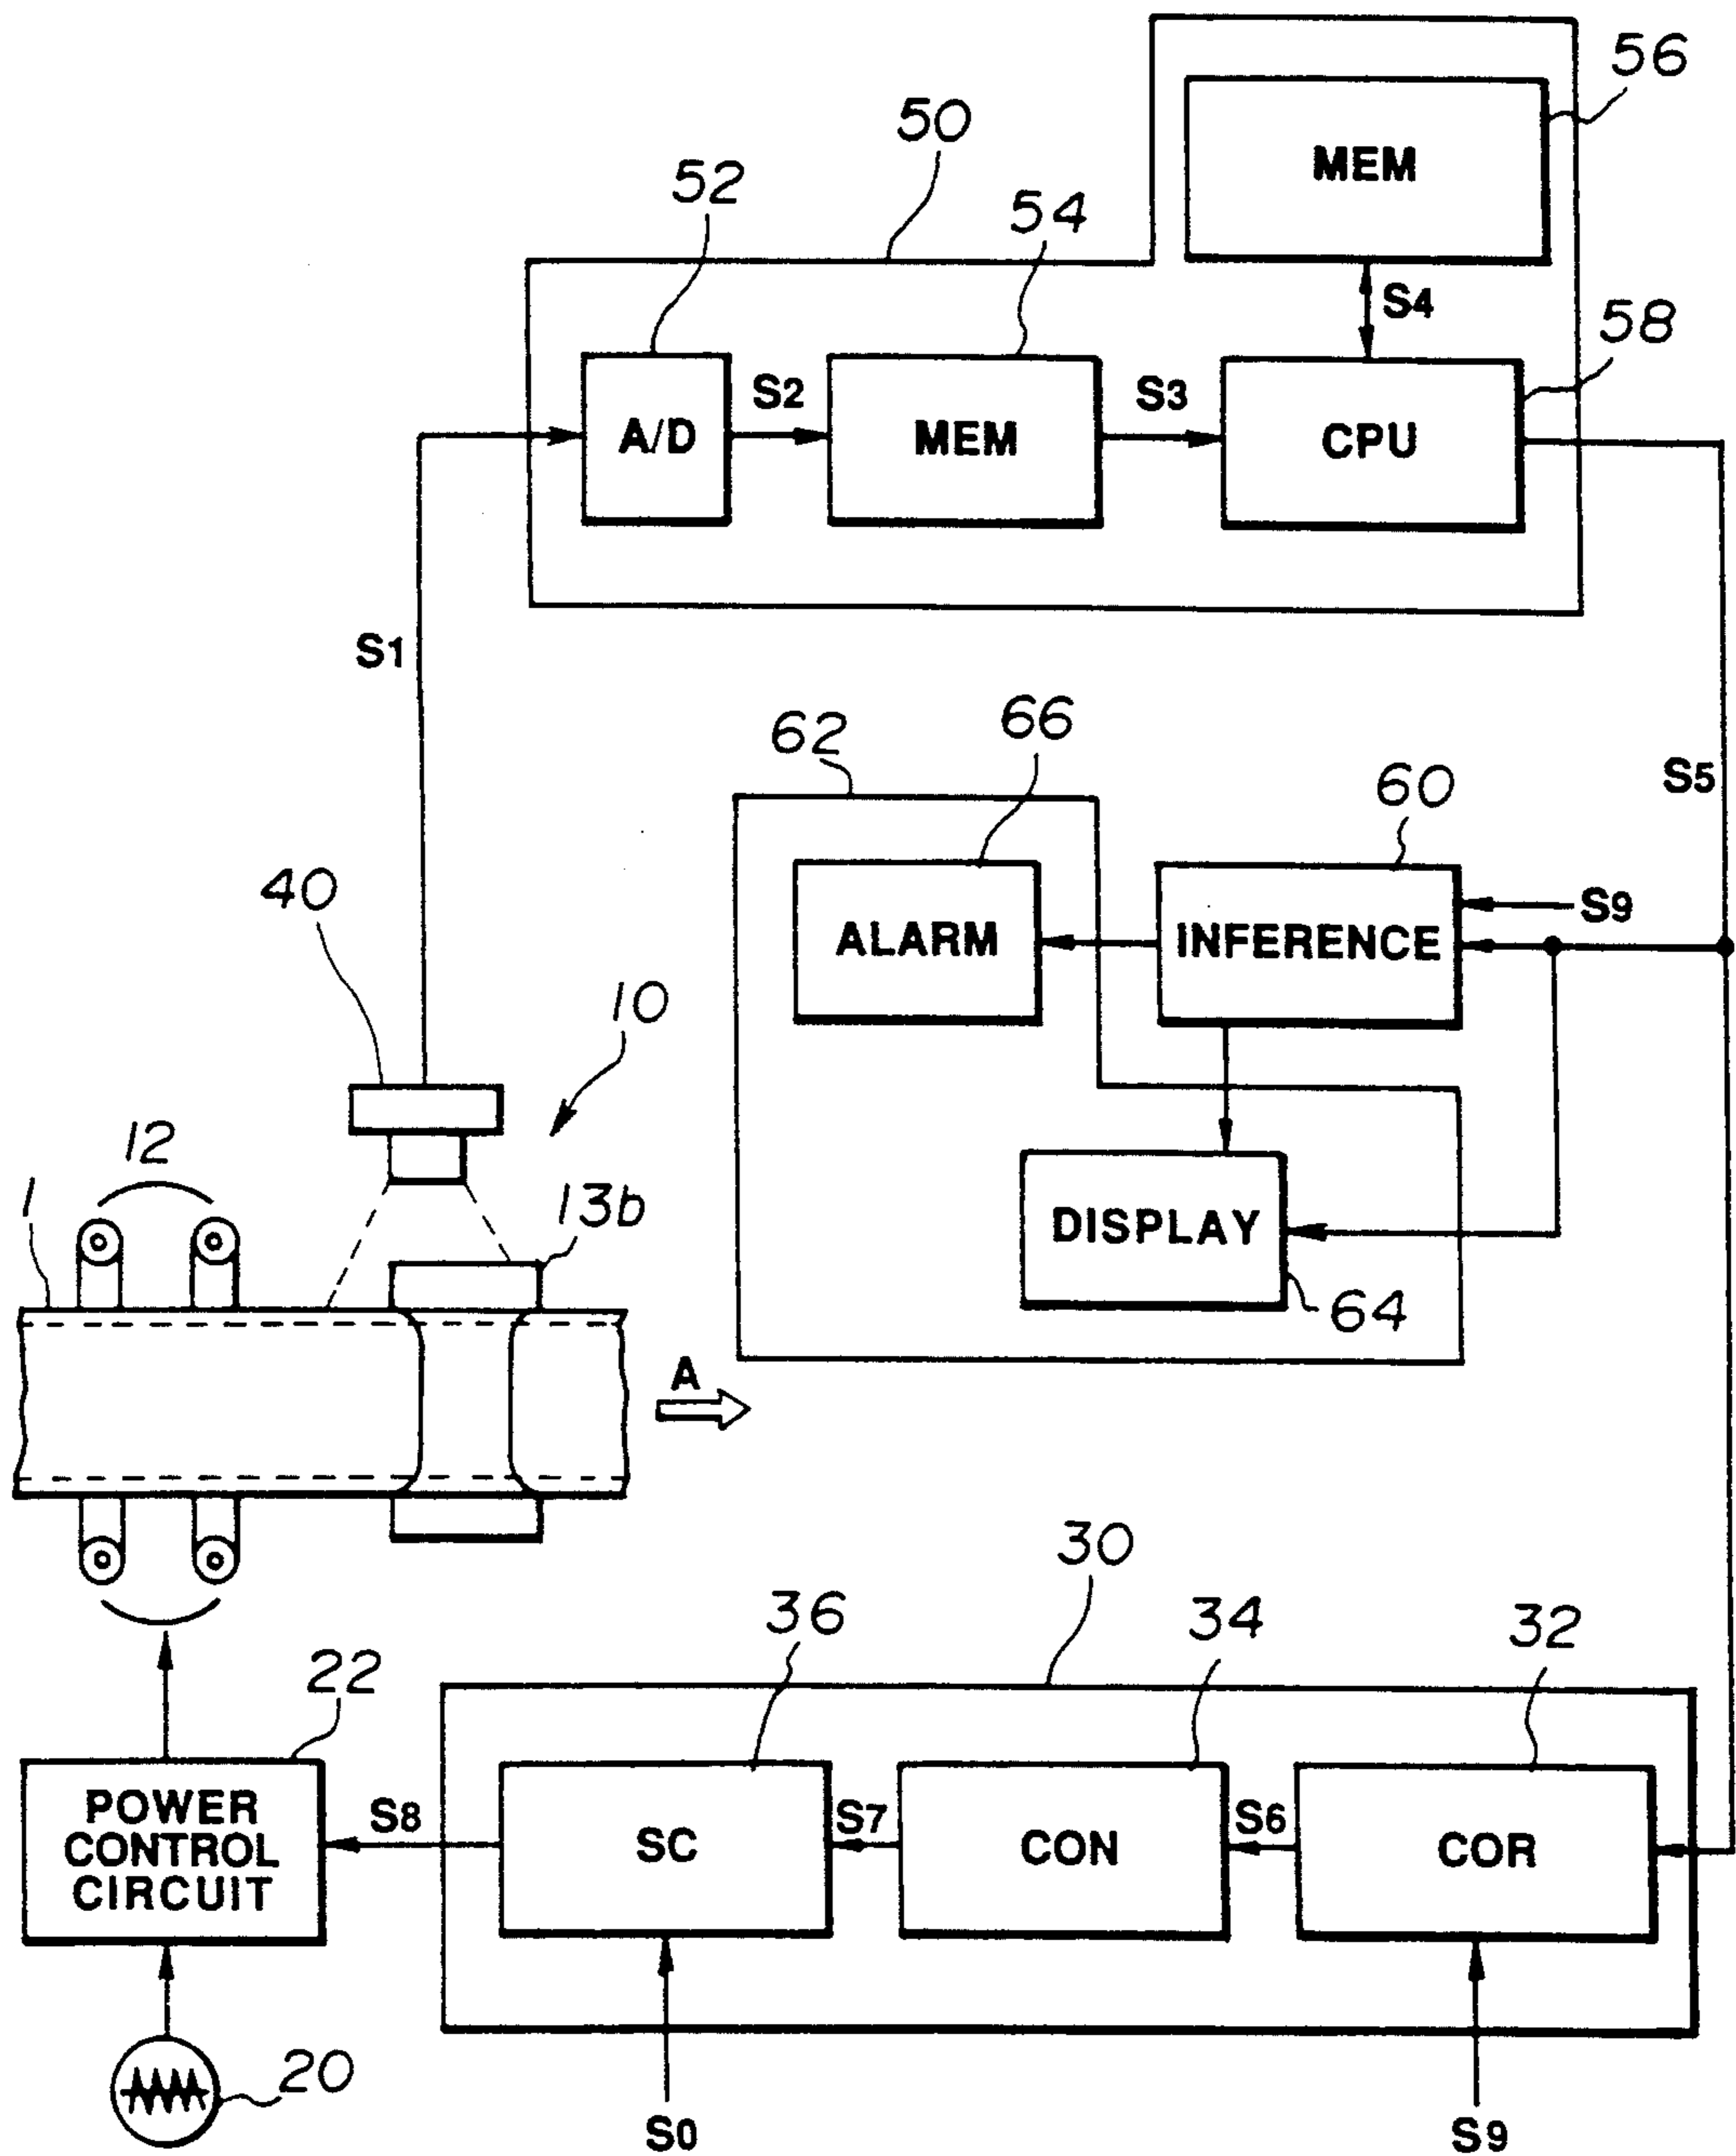 56
MEM
50
52
54
S4
58
A/D
S2
MEM
S3
CPU
S1
62
66
60
S5
40
ALARM
INFERENCE
S9
10
12
1
13b
DISPLAY
64
A
30
36
34
32
22
POWER
CONTROL
CIRCUIT
S8
SC
S7
CON
S6
COR
20
S0
S9